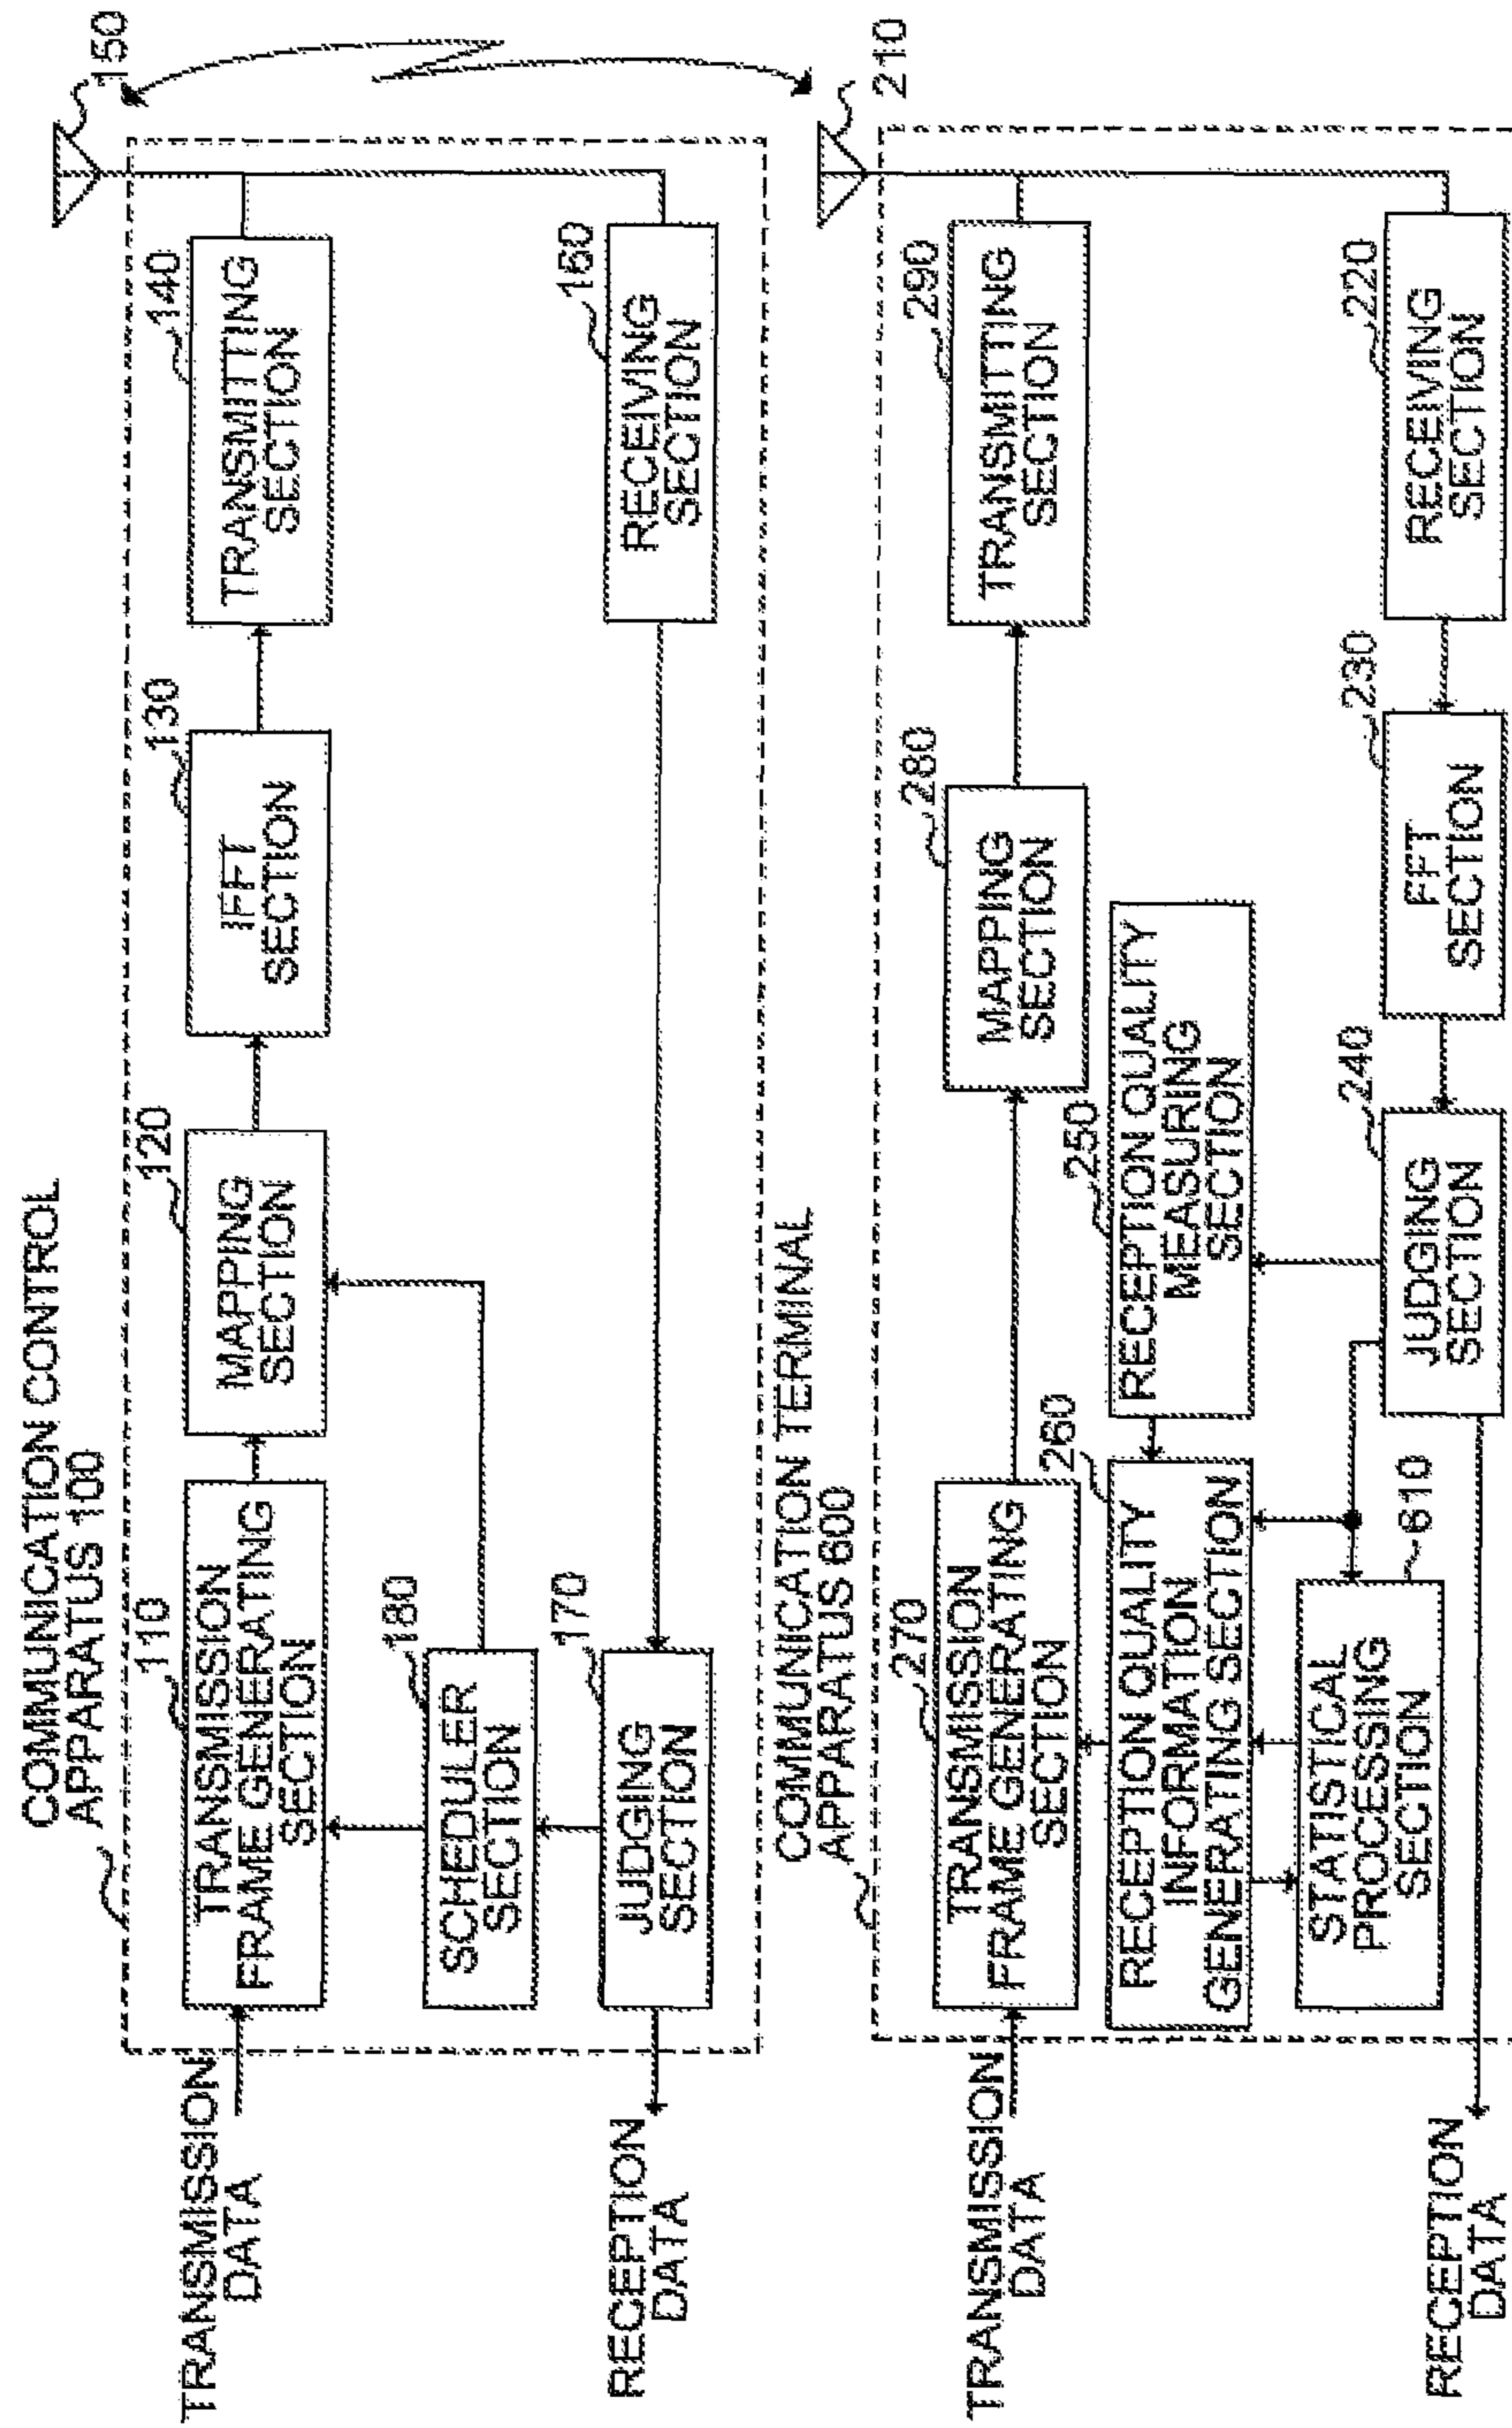 COMMUNICATION CONTROL
APPARATUS 100
150
TRANSMISSION
DATA
110
TRANSMISSION
FRAME GENERATING
SECTION
120
MAPPING
SECTION
130
IFFT
SECTION
140
TRANSMITTING
SECTION
180
SCHEDULER
SECTION
170
JUDGING
SECTION
160
RECEIVING
SECTION
RECEPTION
DATA
COMMUNICATION TERMINAL
APPARATUS 600
210
TRANSMISSION
DATA
270
TRANSMISSION
FRAME GENERATING
SECTION
280
MAPPING
SECTION
290
TRANSMITTING
SECTION
260
RECEPTION QUALITY
INFORMATION
GENERATING SECTION
250
RECEPTION QUALITY
MEASURING
SECTION
610
STATISTICAL
PROCESSING
SECTION
240
JUDGING
SECTION
230
FFT
SECTION
220
RECEIVING
SECTION
RECEPTION
DATA